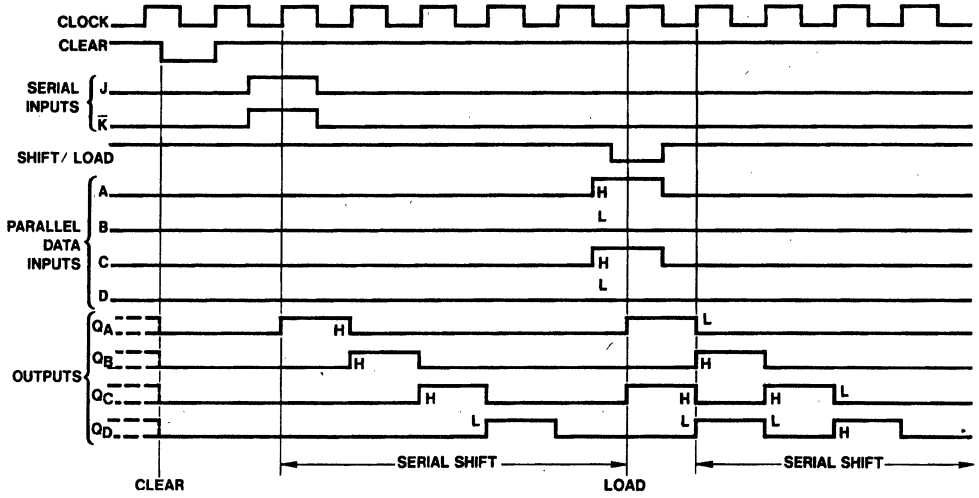 CLOCK
CLEAR
SERIAL INPUTS
J
K̅
SHIFT/ LOAD
PARALLEL DATA INPUTS
A
H
B
L
C
H
D
L
OUTPUTS
QA
H
L
QB
H
H
QC
H
H
H
L
QD
L
L
L
H
SERIAL SHIFT
SERIAL SHIFT
CLEAR
LOAD